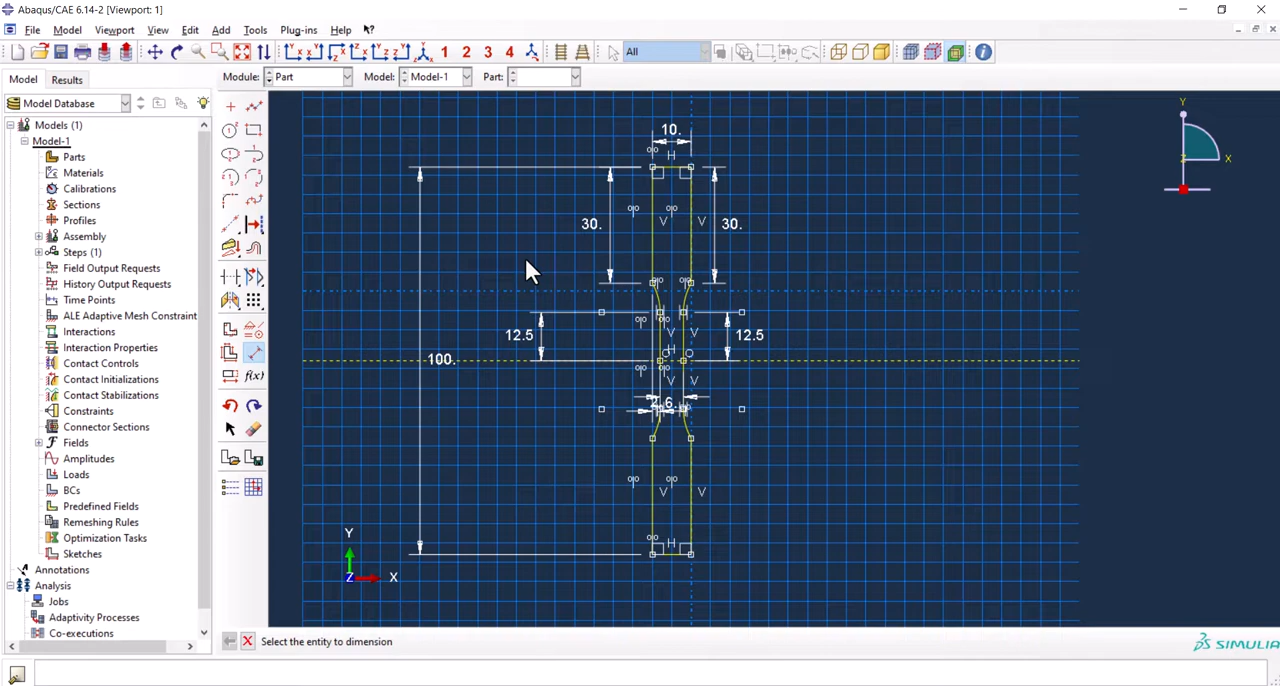 Abaqus/CAE 6.14-2 [Viewport: 1]
File Model Viewport View Edit Add Tools Plug-ins Help
1 2 3 4 All
Model Results Module: Part Model: Model-1 Part:
Model Database
Models (1)
Model-1
Parts
Materials
Calibrations
Sections
Profiles
Assembly
Steps (1)
Field Output Requests
History Output Requests
Time Points
ALE Adaptive Mesh Constraint
Interactions
Interaction Properties
Contact Controls
Contact Initializations
Contact Stabilizations
Constraints
Connector Sections
Fields
Amplitudes
Loads
BCs
Predefined Fields
Remeshing Rules
Optimization Tasks
Sketches
Annotations
Analysis
Jobs
Adaptivity Processes
Co-executions
f(x)
10.
H
30. V V 30.
12.5 V V 12.5
H
100.
V V
6.
V V
H
Y
Z X
Y
Z X
Select the entity to dimension
SIMULIA